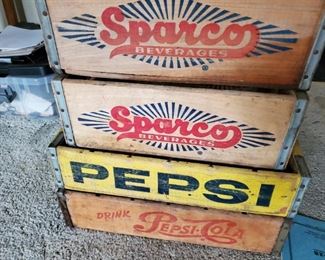 Sparco
BEVERAGES
®
Sparco
BEVERAGES
®
PEPSI
DRINK PEPSI-COLA